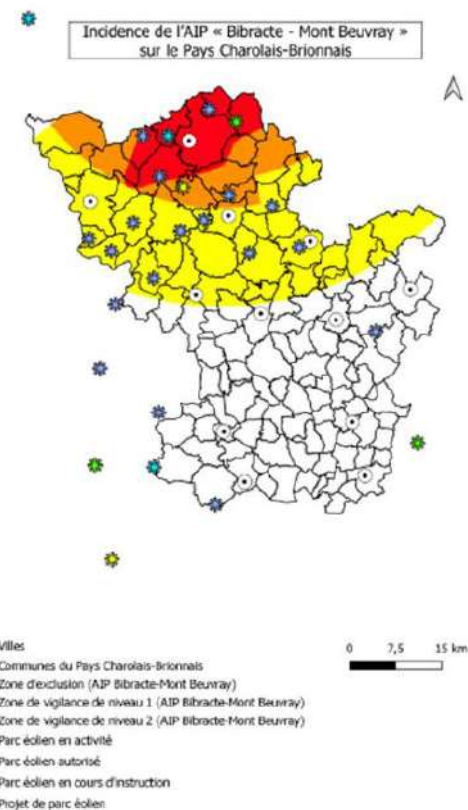 Incidence de l'AIP « Bibracte - Mont Beuvray »
sur le Pays Charolais-Brionnais
Villes
Communes du Pays Charolais-Brionnais
Zone d'exclusion (AIP Bibracte-Mont Beuvray)
Zone de vigilance de niveau 1 (AIP Bibracte-Mont Beuvray)
Zone de vigilance de niveau 2 (AIP Bibracte-Mont Beuvray)
Parc éolien en activité
Parc éolien autorisé
Parc éolien en cours d'instruction
Projet de parc éolien
0 7,5 15 km